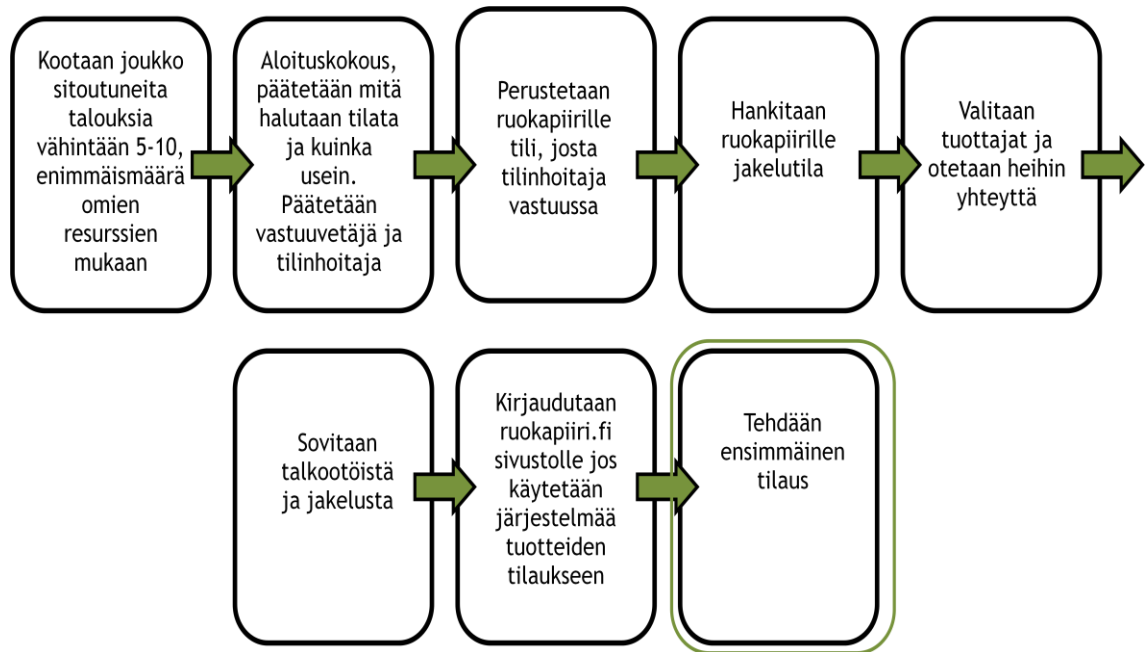 Kootaan joukko
sitoutuneita
talouksia
vähintään 5-10,
enimmäismäärä
omien
resurssien
mukaan
Aloituskokous,
päätetään mitä
halutaan tilata
ja kuinka
usein.
Päätetään
vastuuvetäjä ja
tilinhoitaja
Perustetaan
ruokapiirille
tili, josta
tilinhoitaja
vastuussa
Hankitaan
ruokapiirille
jakelutila
Valitaan
tuottajat ja
otetaan heihin
yhteyttä
Sovitaan
talkootöistä
ja jakelusta
Kirjaudutaan
ruokapiiri.fi
sivustolle jos
käytetään
järjestelmää
tuotteiden
tilaukseen
Tehdään
ensimmäinen
tilaus